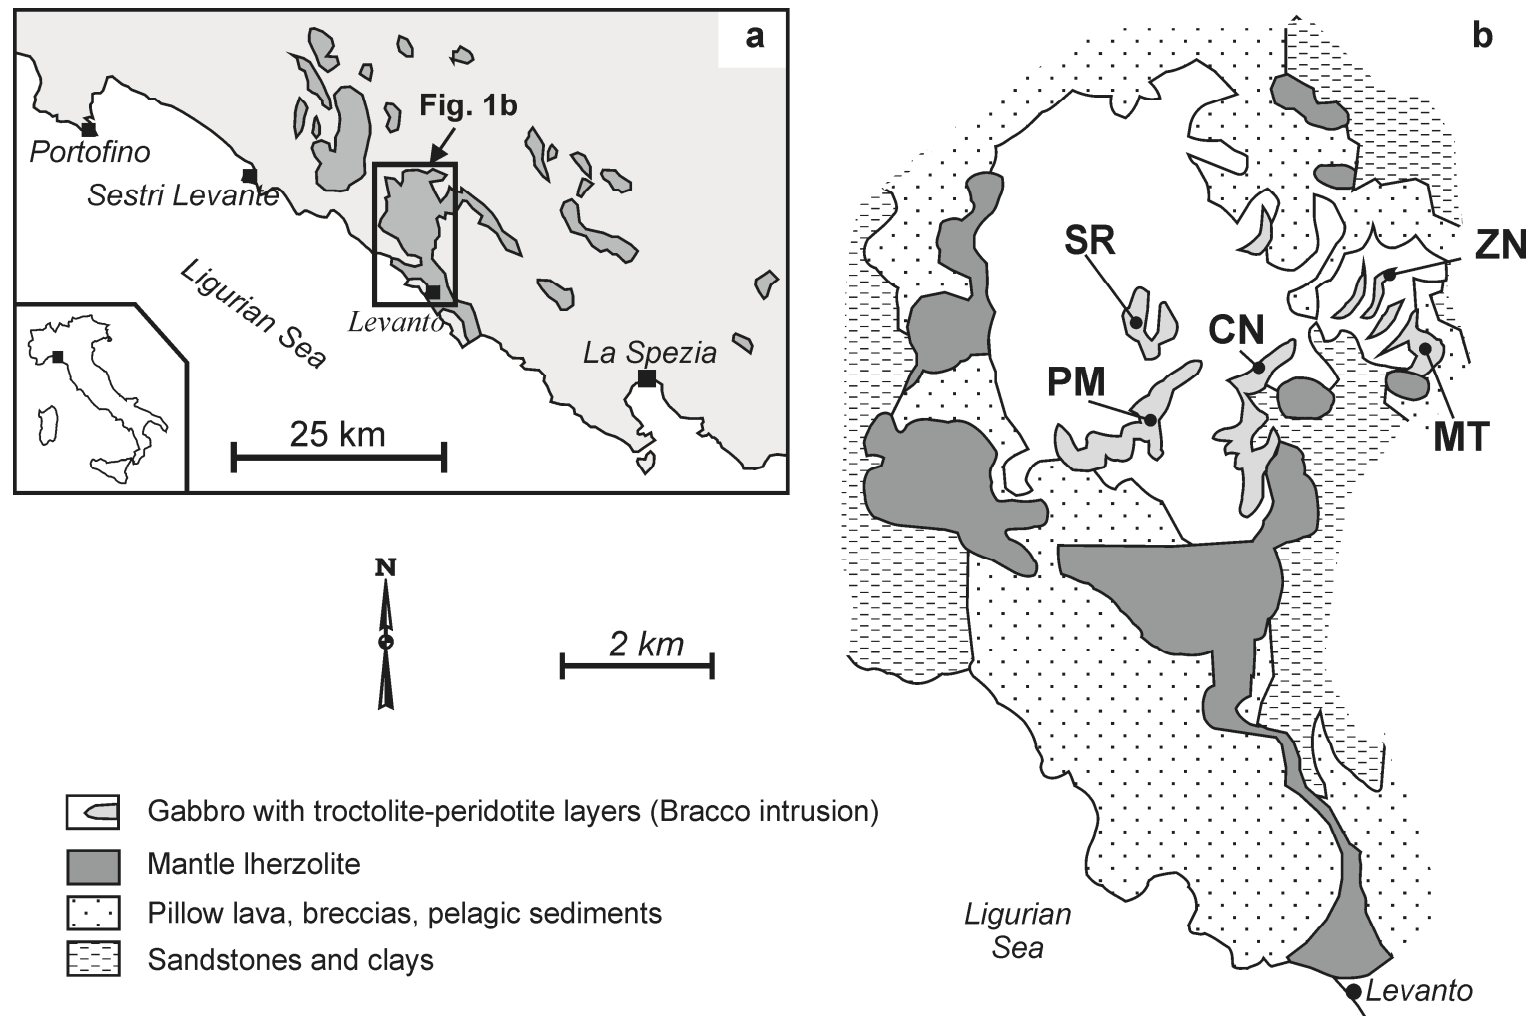 a
Fig. 1b
Portofino
Sestri Levante
Ligurian Sea
Levanto
La Spezia
25 km
N
2 km
Gabbro with troctolite-peridotite layers (Bracco intrusion)
Mantle lherzolite
Pillow lava, breccias, pelagic sediments
Sandstones and clays
b
SR
ZN
CN
PM
MT
Ligurian
Sea
Levanto